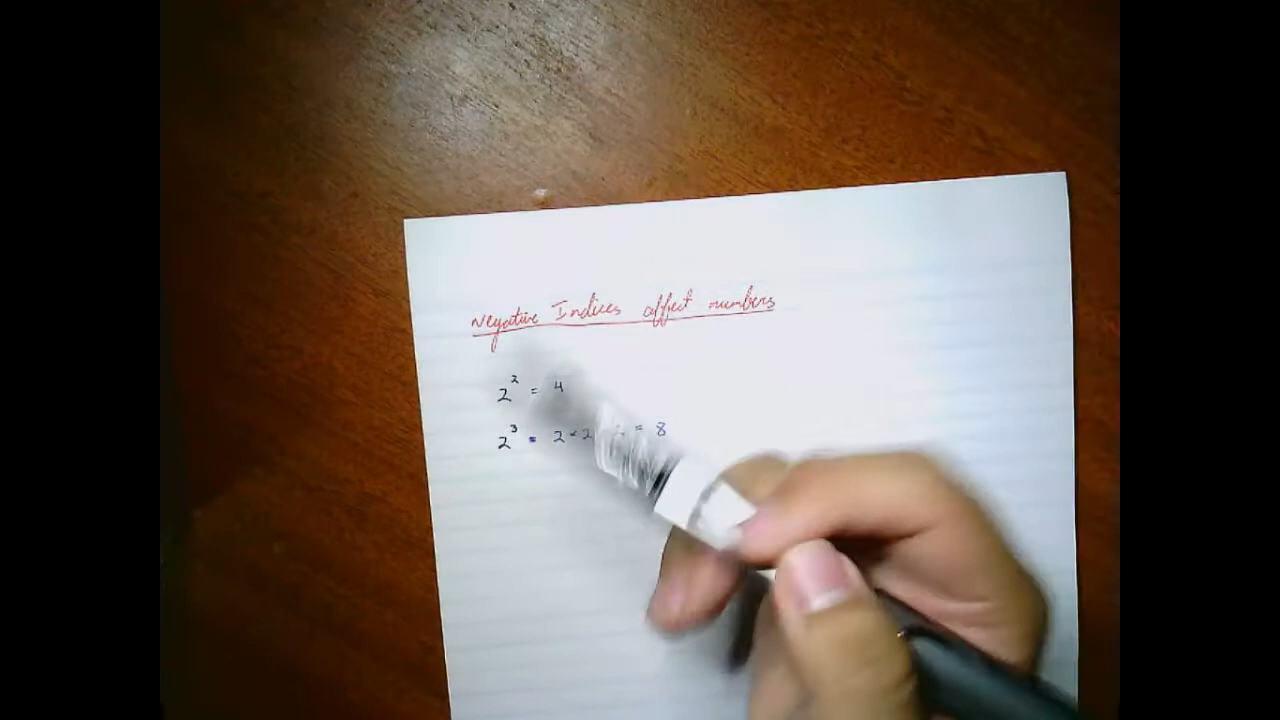 Negative Indices affect numbers
2² = 4
2³ = 2 × 2 = 8